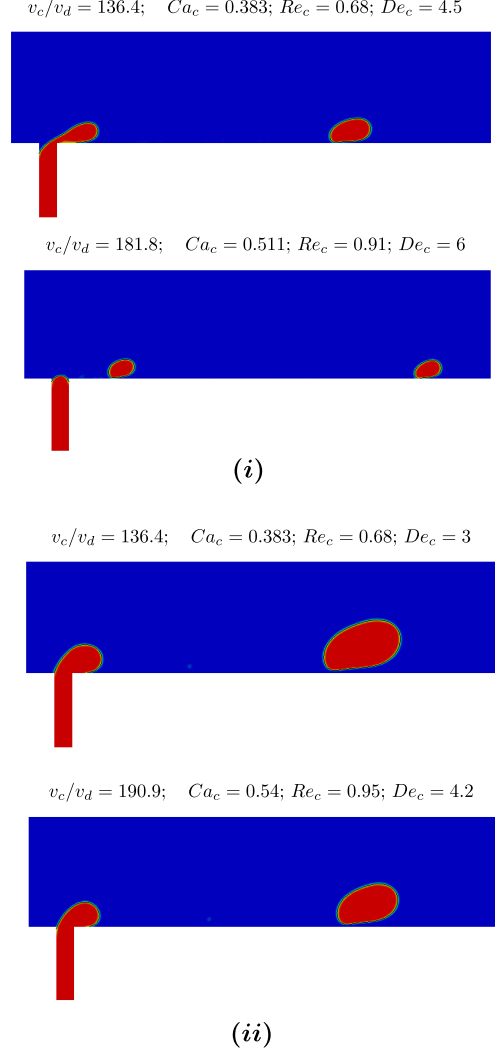 v_c/v_d = 136.4; Ca_c = 0.383; Re_c = 0.68; De_c = 4.5
v_c/v_d = 181.8; Ca_c = 0.511; Re_c = 0.91; De_c = 6
(i)
v_c/v_d = 136.4; Ca_c = 0.383; Re_c = 0.68; De_c = 3
v_c/v_d = 190.9; Ca_c = 0.54; Re_c = 0.95; De_c = 4.2
(ii)